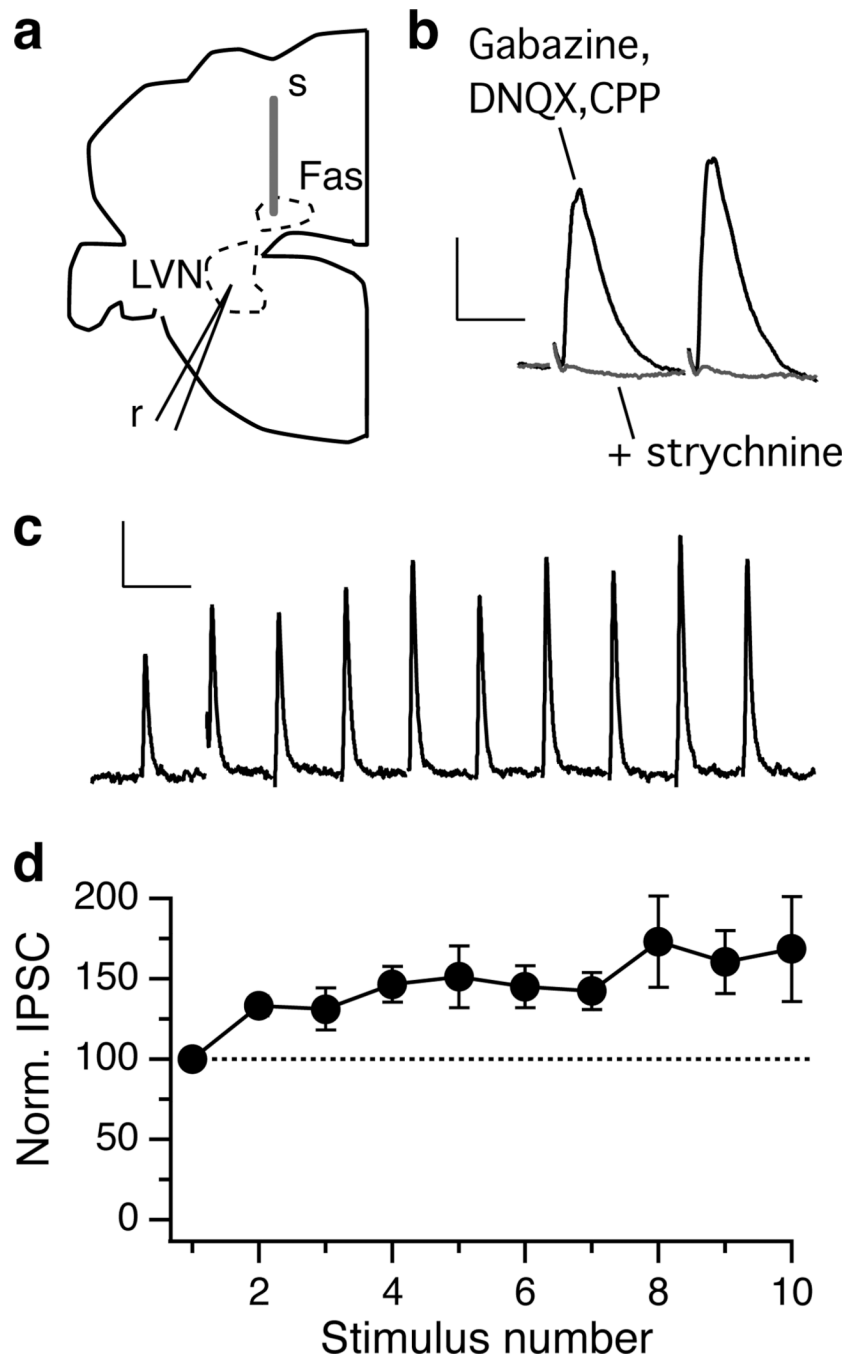 a
s
Fas
LVN
r
b
Gabazine,
DNQX,CPP
+ strychnine
c
d
Norm. IPSC
200
150
100
50
0
2 4 6 8 10
Stimulus number